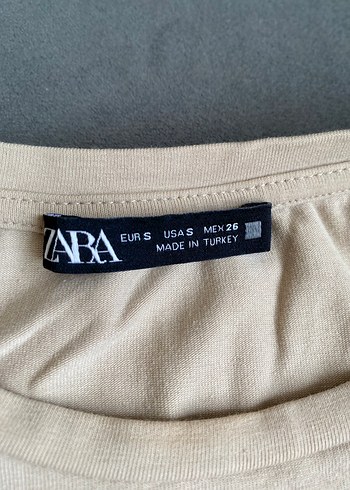 ZARA
EUR S USA S MEX 26
MADE IN TURKEY